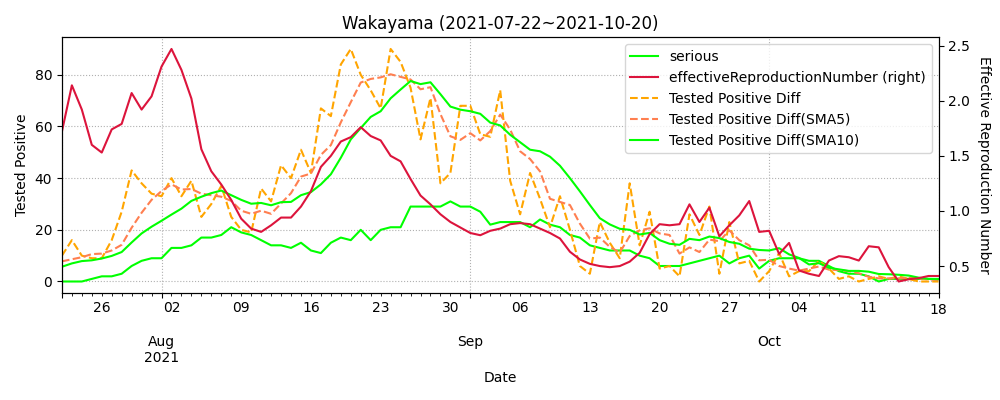 Wakayama (2021-07-22~2021-10-20)
serious
effectiveReproductionNumber (right)
Tested Positive Diff
Tested Positive Diff(SMA5)
Tested Positive Diff(SMA10)
Tested Positive
80
60
40
20
0
2.5
2.0
1.5
1.0
0.5
Effective Reproduction Number
26 02 09 16 23 30 06 13 20 27 04 11 18
Aug Sep Oct
2021
Date